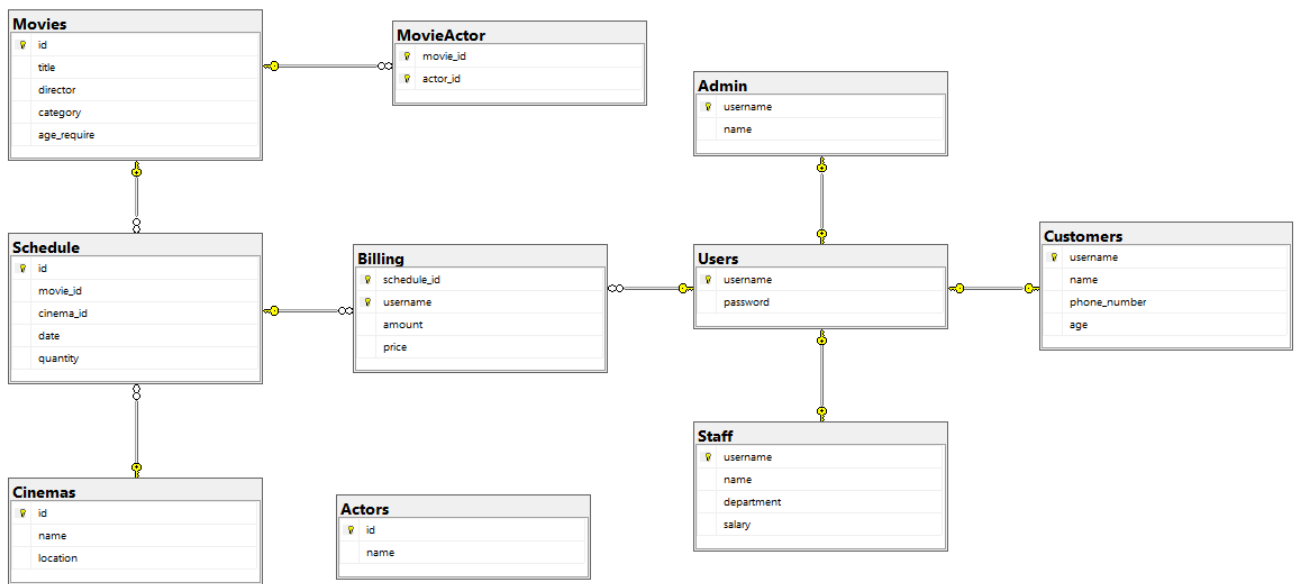 Movies
id
title
director
category
age_require
MovieActor
movie_id
actor_id
Admin
username
name
Schedule
id
movie_id
cinema_id
date
quantity
Billing
schedule_id
username
amount
price
Users
username
password
Customers
username
name
phone_number
age
Staff
username
name
department
salary
Cinemas
id
name
location
Actors
id
name